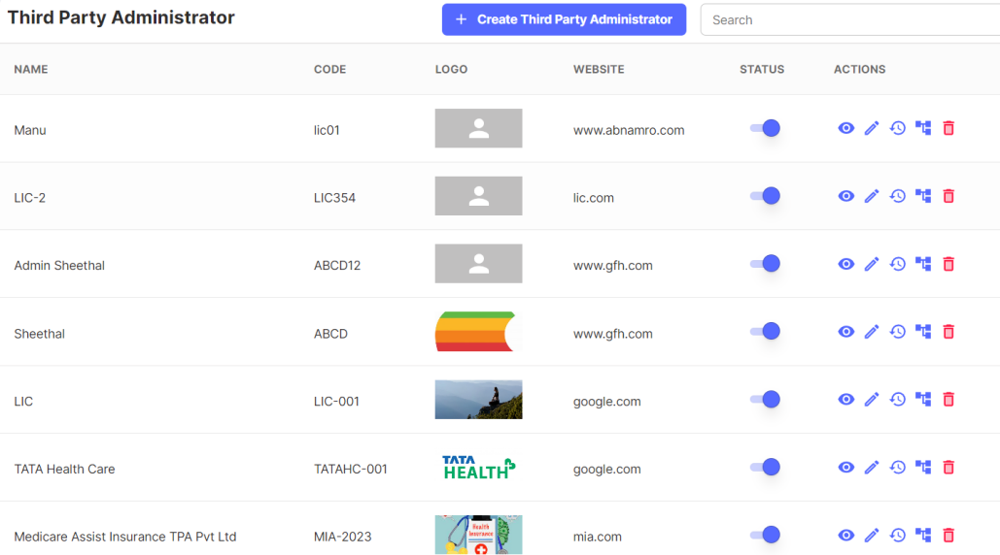 Third Party Administrator
+ Create Third Party Administrator
Search
NAME CODE LOGO WEBSITE STATUS ACTIONS
Manu lic01 www.abnamro.com
LIC-2 LIC354 lic.com
Admin Sheethal ABCD12 www.gfh.com
Sheethal ABCD www.gfh.com
LIC LIC-001 google.com
TATA Health Care TATAHC-001 TATA HEALTH google.com
Medicare Assist Insurance TPA Pvt Ltd MIA-2023 Health Insurance mia.com